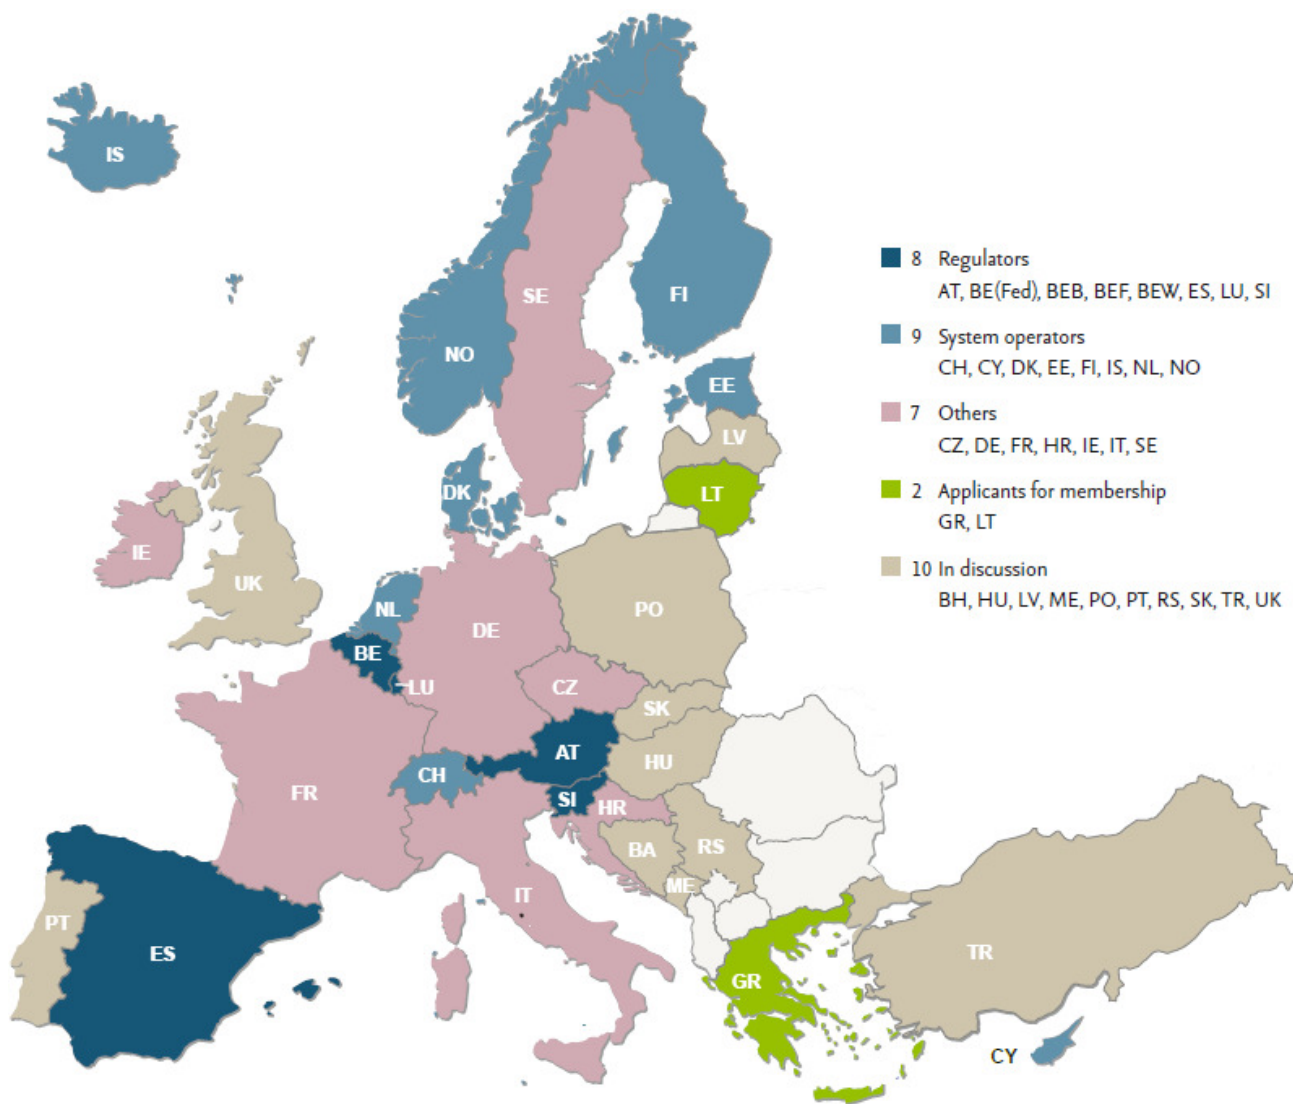 IS
SE
FI
NO
EE
LV
DK
LT
IE
UK
NL
DE
PO
BE
LU
CZ
SK
AT
HU
CH
SI
FR
HR
BA
RS
ME
IT
PT
ES
GR
TR
CY
8 Regulators
AT, BE(Fed), BEB, BEF, BEW, ES, LU, SI
9 System operators
CH, CY, DK, EE, FI, IS, NL, NO
7 Others
CZ, DE, FR, HR, IE, IT, SE
2 Applicants for membership
GR, LT
10 In discussion
BH, HU, LV, ME, PO, PT, RS, SK, TR, UK